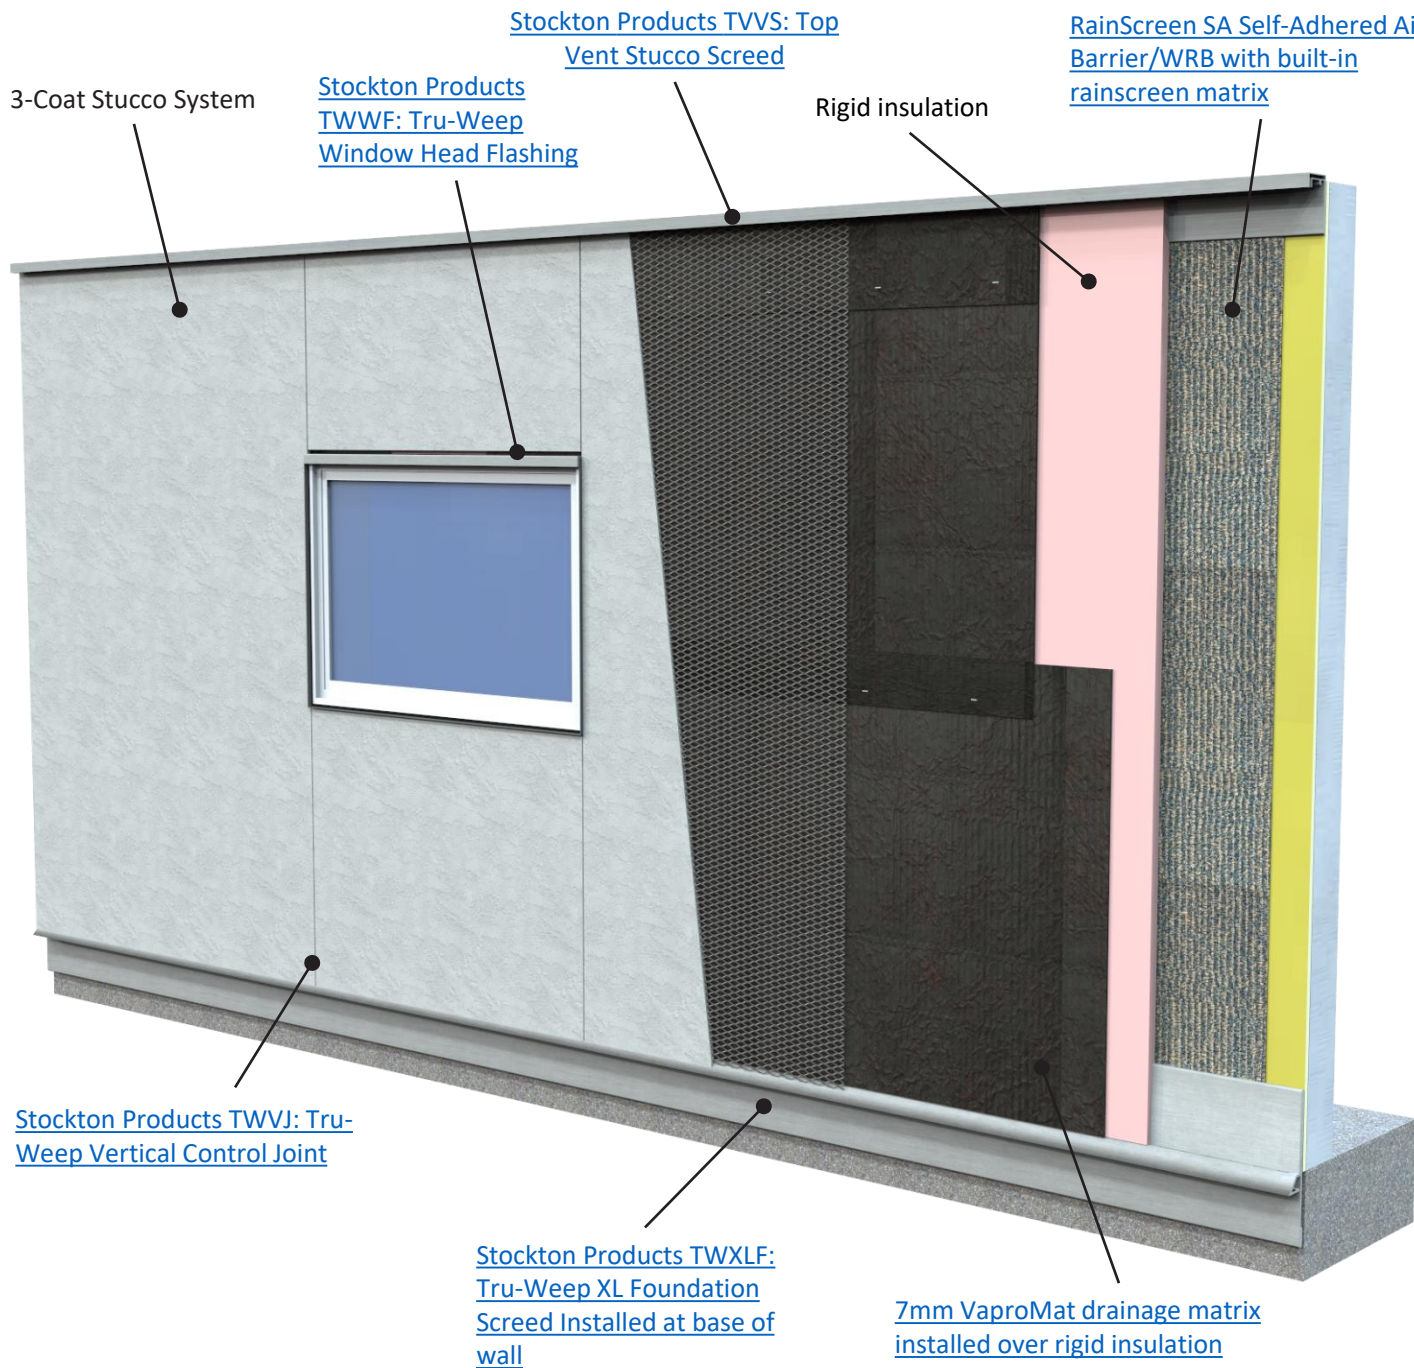 Stockton Products TVVS: Top
Vent Stucco Screed
RainScreen SA Self-Adhered Ai
Barrier/WRB with built-in
rainscreen matrix
3-Coat Stucco System
Stockton Products
TWWF: Tru-Weep
Window Head Flashing
Rigid insulation
Stockton Products TWVJ: Tru-
Weep Vertical Control Joint
Stockton Products TWXLF:
Tru-Weep XL Foundation
Screed Installed at base of
wall
7mm VaproMat drainage matrix
installed over rigid insulation